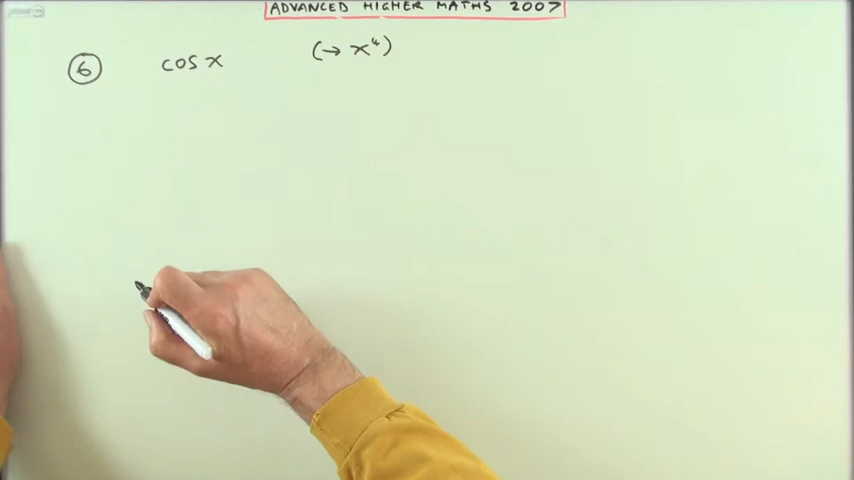 ADVANCED HIGHER MATHS 2007
6 cos x (→ x⁴)